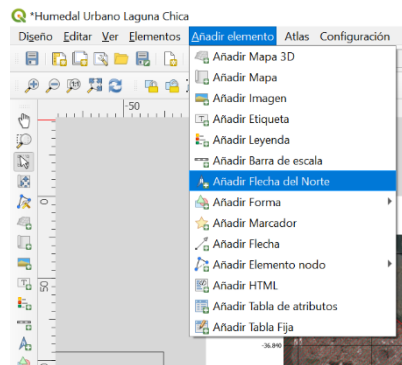 *Humedal Urbano Laguna Chica
Diseño Editar Ver Elementos Añadir elemento Atlas Configuración
Añadir Mapa 3D
Añadir Mapa
Añadir Imagen
Añadir Etiqueta
Añadir Leyenda
Añadir Barra de escala
Añadir Flecha del Norte
Añadir Forma
Añadir Marcador
Añadir Flecha
Añadir Elemento nodo
Añadir HTML
Añadir Tabla de atributos
Añadir Tabla Fija
-50
0
50
-36.840